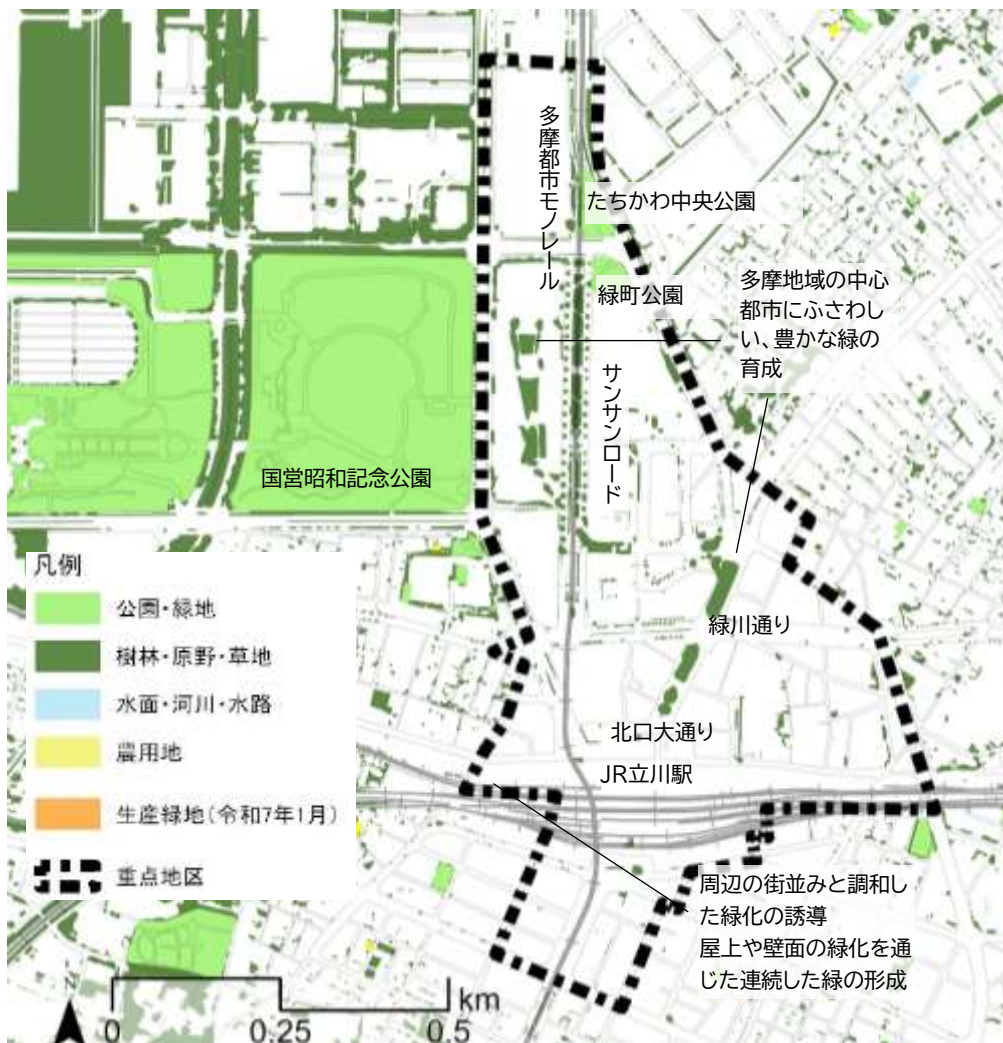 多摩都市モノレール
たちかわ中央公園
緑町公園
多摩地域の中心
都市にふさわし
い、豊かな緑の
育成
サンサンロード
国営昭和記念公園
凡例
公園・緑地
樹林・原野・草地
水面・河川・水路
農用地
生産緑地(令和7年1月)
重点地区
緑川通り
北口大通り
JR立川駅
周辺の街並みと調和し
た緑化の誘導
屋上や壁面の緑化を通
じた連続した緑の形成
N
km
0 0.25 0.5